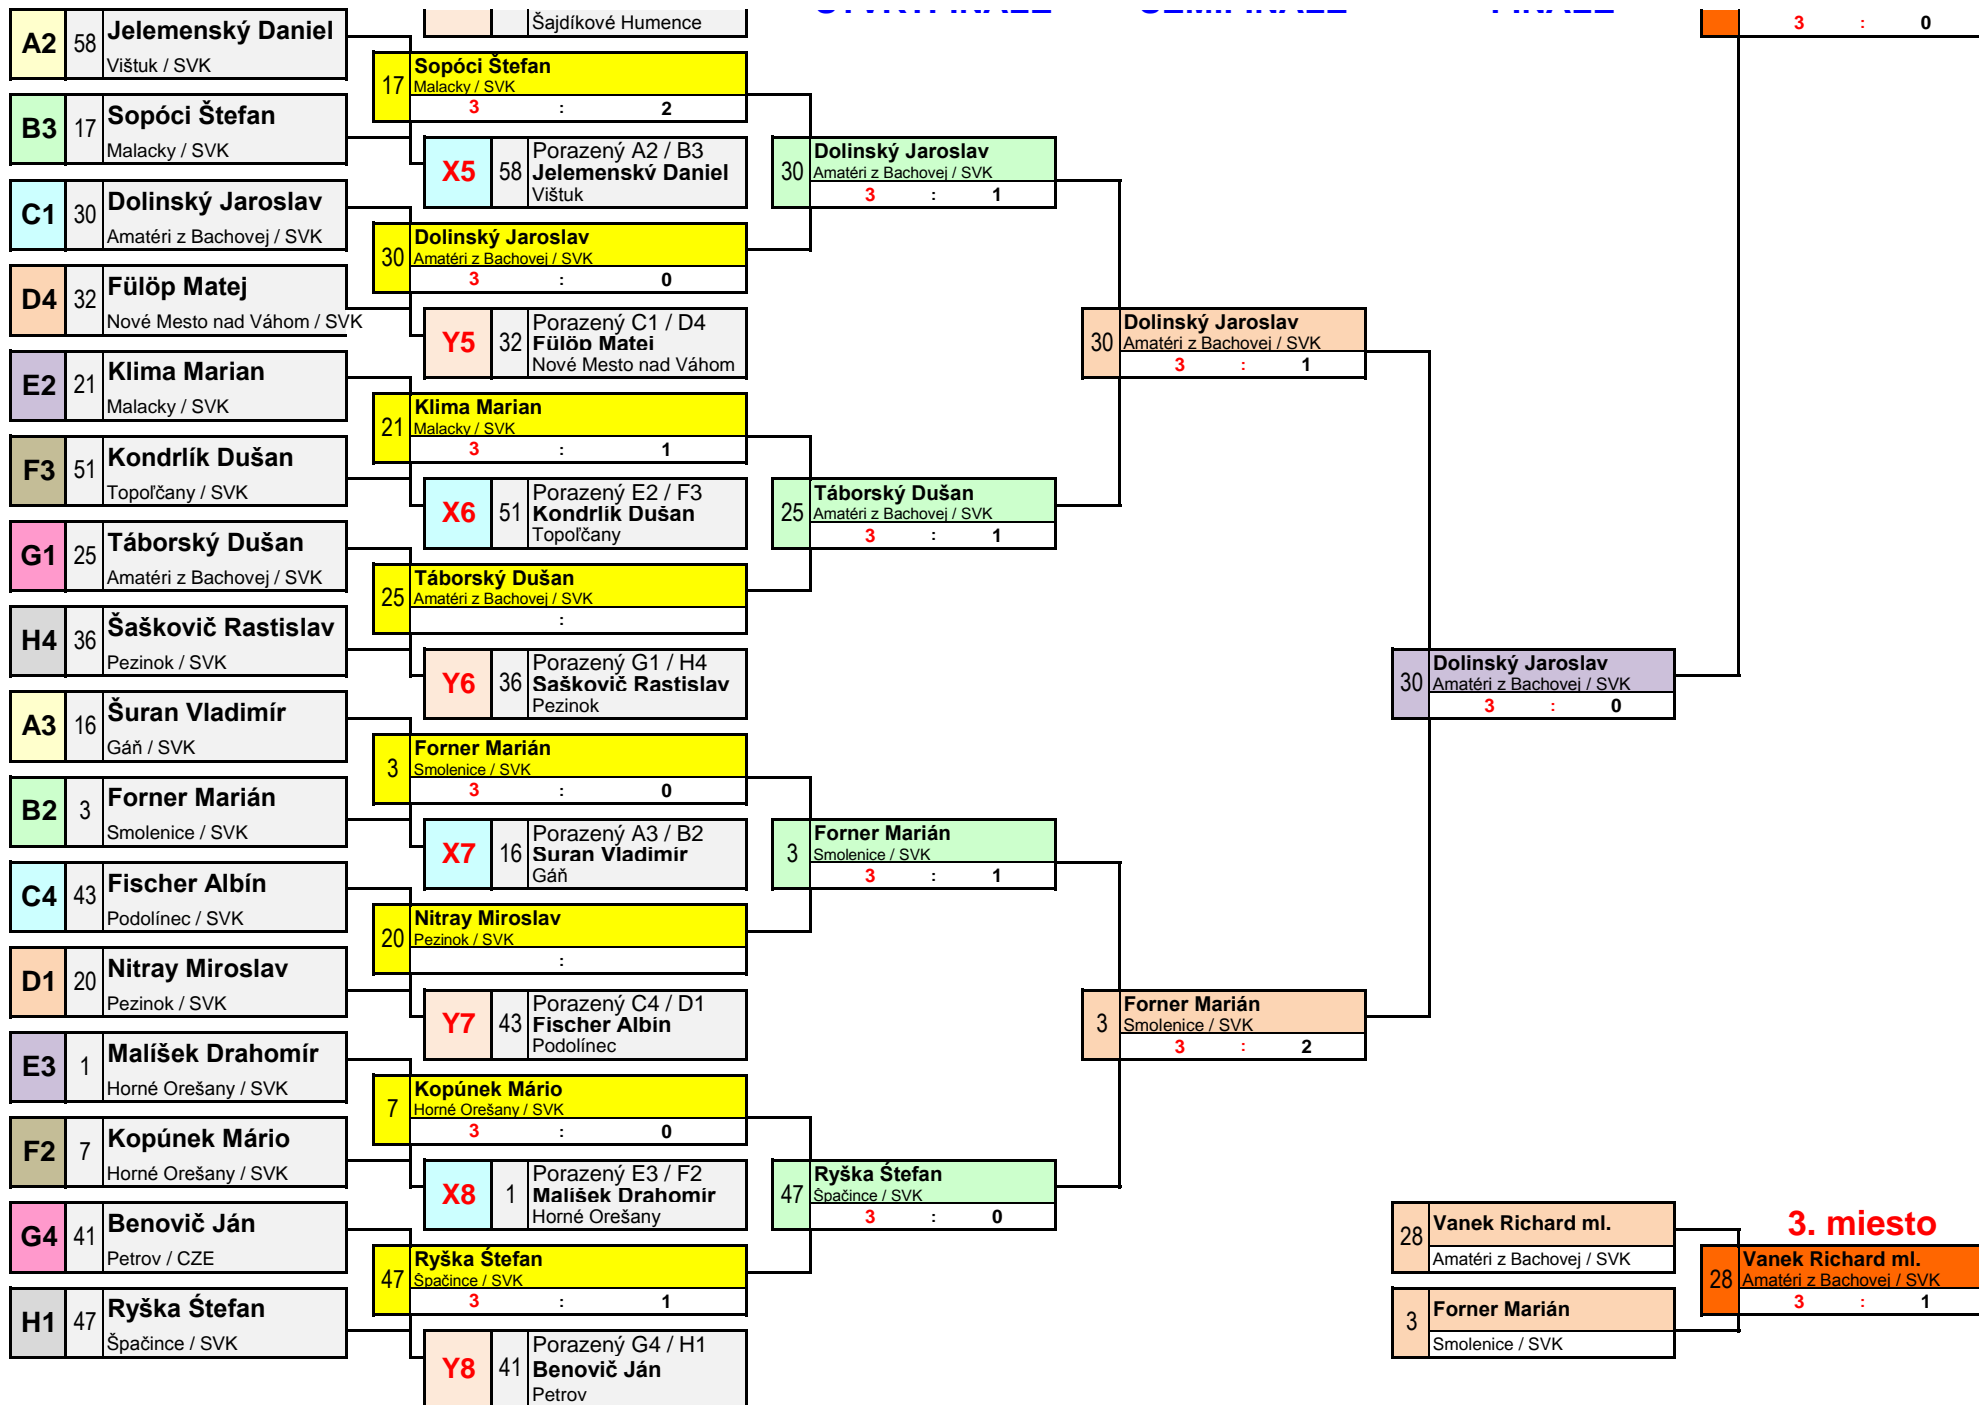 A2 58 Jelemenský Daniel
Vištuk / SVK
B3 17 Sopóci Štefan
Malacky / SVK
C1 30 Dolinský Jaroslav
Amatéri z Bachovej / SVK
D4 32 Fülöp Matej
Nové Mesto nad Váhom / SVK
E2 21 Klima Marian
Malacky / SVK
F3 51 Kondrlík Dušan
Topoľčany / SVK
G1 25 Táborský Dušan
Amatéri z Bachovej / SVK
H4 36 Šaškovič Rastislav
Pezinok / SVK
A3 16 Šuran Vladimír
Gáň / SVK
B2 3 Forner Marián
Smolenice / SVK
C4 43 Fischer Albín
Podolínec / SVK
D1 20 Nitray Miroslav
Pezinok / SVK
E3 1 Malíšek Drahomír
Horné Orešany / SVK
F2 7 Kopúnek Mário
Horné Orešany / SVK
G4 41 Benovič Ján
Petrov / CZE
H1 47 Ryška Śtefan
Špačince / SVK
Šajdíkové Humence
17 Sopóci Štefan
Malacky / SVK
3 : 2
X5 58 Porazený A2 / B3
Jelemenský Daniel
Vištuk
30 Dolinský Jaroslav
Amatéri z Bachovej / SVK
3 : 0
Y5 32 Porazený C1 / D4
Fülöp Matej
Nové Mesto nad Váhom
21 Klima Marian
Malacky / SVK
3 : 1
X6 51 Porazený E2 / F3
Kondrlík Dušan
Topoľčany
25 Táborský Dušan
Amatéri z Bachovej / SVK
:
Y6 36 Porazený G1 / H4
Šaškovič Rastislav
Pezinok
3 Forner Marián
Smolenice / SVK
3 : 0
X7 16 Porazený A3 / B2
Šuran Vladimír
Gáň
20 Nitray Miroslav
Pezinok / SVK
:
Y7 43 Porazený C4 / D1
Fischer Albín
Podolínec
7 Kopúnek Mário
Horné Orešany / SVK
3 : 0
X8 1 Porazený E3 / F2
Malíšek Drahomír
Horné Orešany
47 Ryška Śtefan
Špačince / SVK
3 : 1
Y8 41 Porazený G4 / H1
Benovič Ján
Petrov
30 Dolinský Jaroslav
Amatéri z Bachovej / SVK
3 : 1
25 Táborský Dušan
Amatéri z Bachovej / SVK
3 : 1
3 Forner Marián
Smolenice / SVK
3 : 1
47 Ryška Śtefan
Špačince / SVK
3 : 0
30 Dolinský Jaroslav
Amatéri z Bachovej / SVK
3 : 1
3 Forner Marián
Smolenice / SVK
3 : 2
30 Dolinský Jaroslav
Amatéri z Bachovej / SVK
3 : 0
3 : 0
28 Vanek Richard ml.
Amatéri z Bachovej / SVK
3 Forner Marián
Smolenice / SVK
3. miesto
28 Vanek Richard ml.
Amatéri z Bachovej / SVK
3 : 1